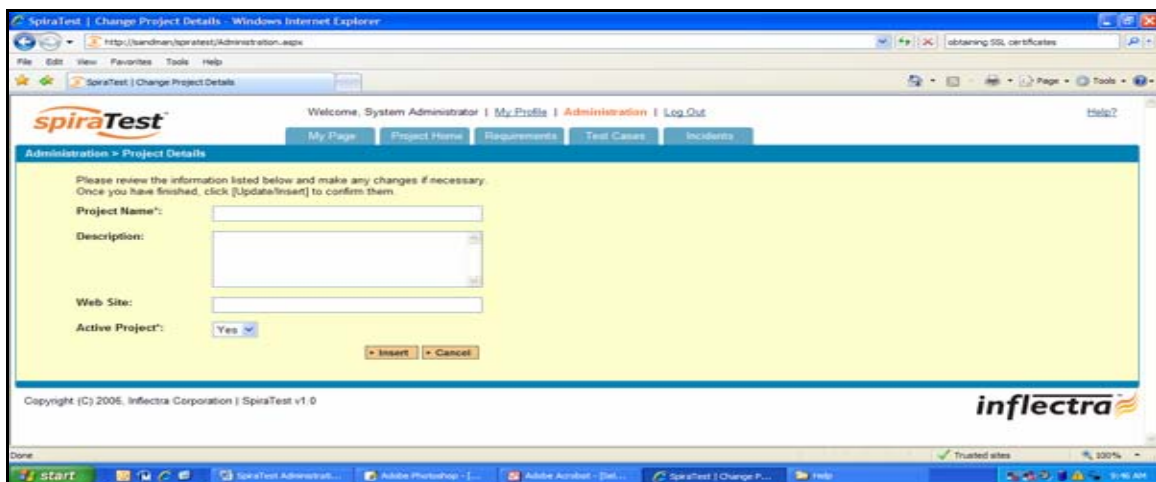 SpiraTest | Change Project Details - Windows Internet Explorer
http://sandman/spiratest/Administration.aspx
obtaining SSL certificates
File Edit View Favorites Tools Help
SpiraTest | Change Project Details
Page Tools
spiraTest
Welcome, System Administrator | My Profile | Administration | Log Out
Help?
My Page Project Home Requirements Test Cases Incidents
Administration > Project Details
Please review the information listed below and make any changes if necessary.
Once you have finished, click [Update/Insert] to confirm them.
Project Name*:
Description:
Web Site:
Active Project*: Yes
Insert Cancel
Copyright (C) 2006, Inflectra Corporation | SpiraTest v1.0
inflectra
Done
Trusted sites
100%
start
SpiraTest Administrati...
Adobe Photoshop - [...
Adobe Acrobat - [Sel...
SpiraTest | Change P...
Help
9:46 AM